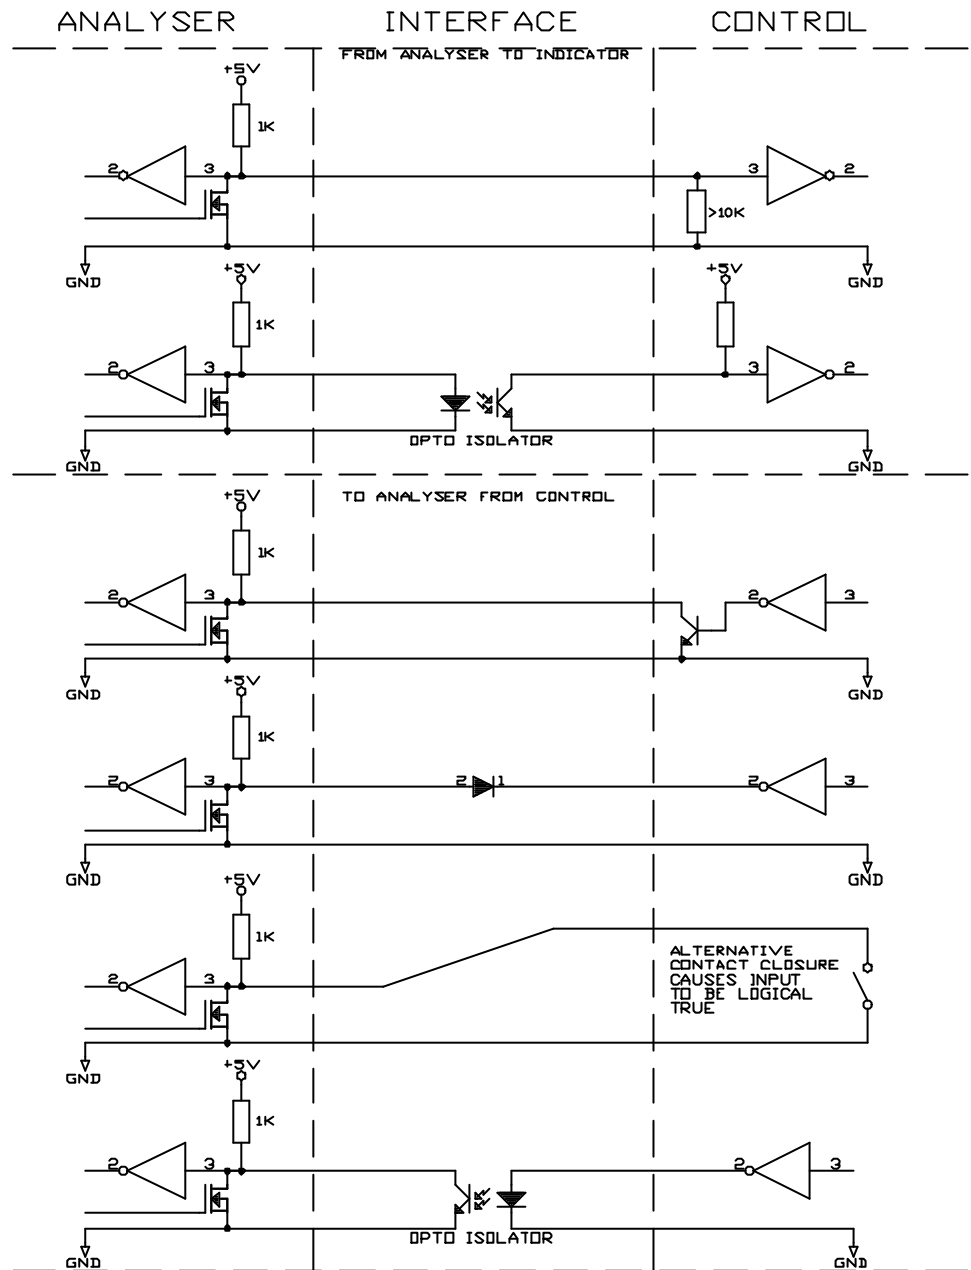 ANALYSER INTERFACE CONTROL
FROM ANALYSER TO INDICATOR
+5V
1K
2 3 3 2
>10K
GND GND
+5V +5V
1K
2 3 3 2
OPTO ISOLATOR
GND GND
TO ANALYSER FROM CONTROL
+5V
1K
2 3 2 3
GND GND
+5V
1K
2 3 2 1 2 3
GND GND
+5V
1K
ALTERNATIVE
CONTACT CLOSURE
CAUSES INPUT
TO BE LOGICAL
TRUE
2 3
GND
+5V
1K
2 3 2 3
OPTO ISOLATOR
GND GND